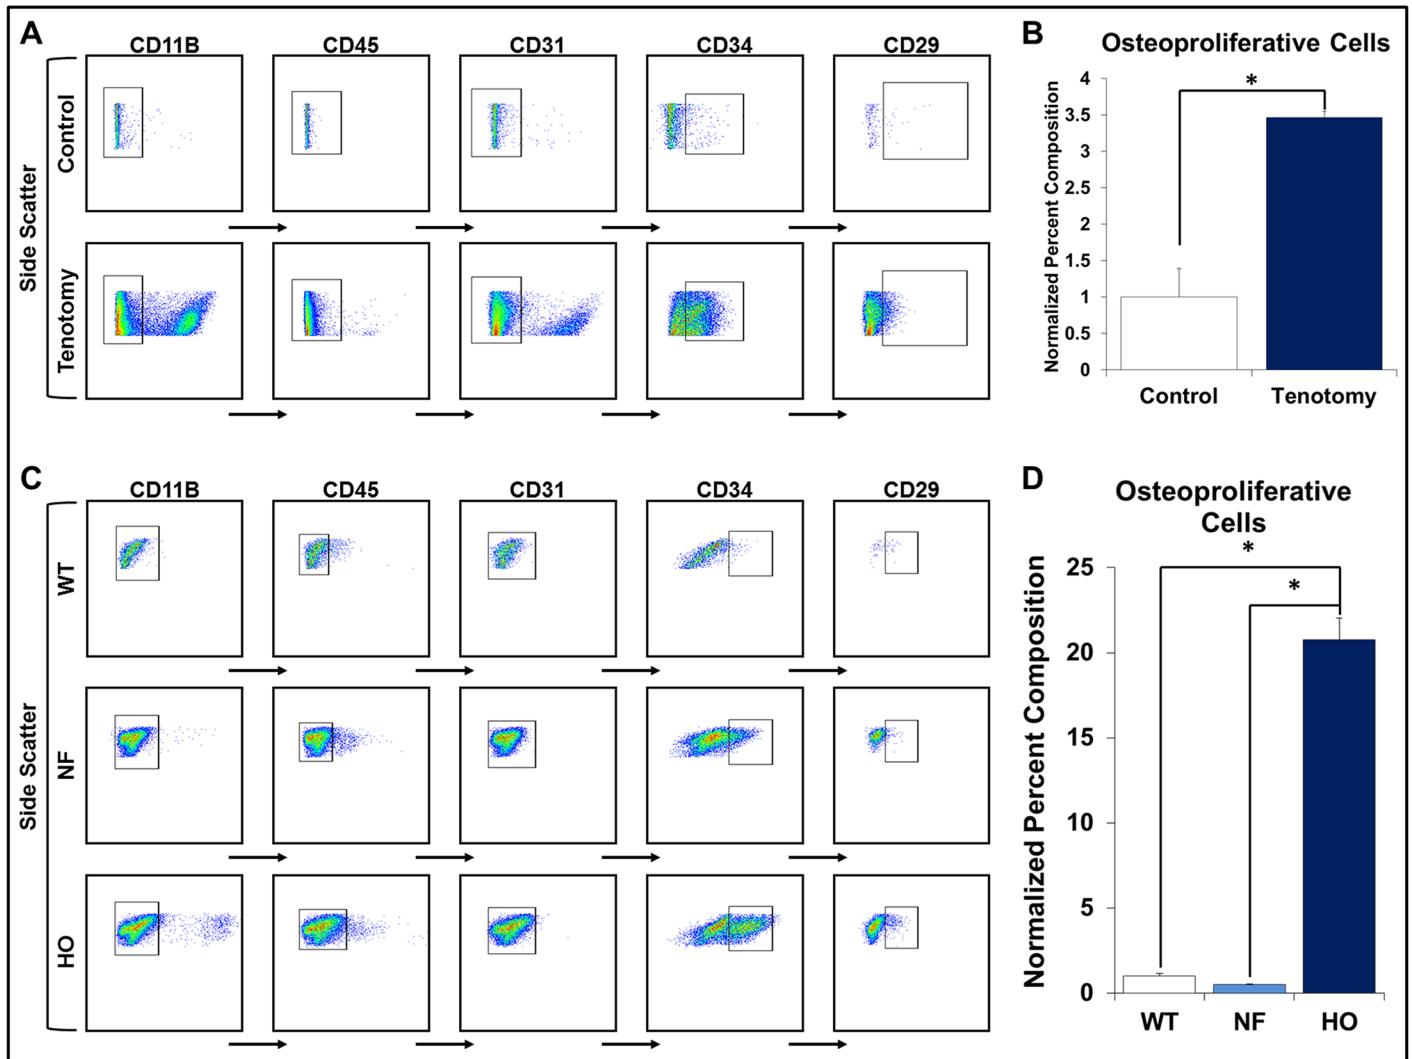 A
CD11B CD45 CD31 CD34 CD29
Side Scatter
Control
Tenotomy
B
Osteoproliferative Cells
*
Normalized Percent Composition
4
3.5
3
2.5
2
1.5
1
0.5
0
Control Tenotomy
C
CD11B CD45 CD31 CD34 CD29
Side Scatter
WT
NF
HO
D
Osteoproliferative
Cells
*
*
Normalized Percent Composition
25
20
15
10
5
0
WT NF HO